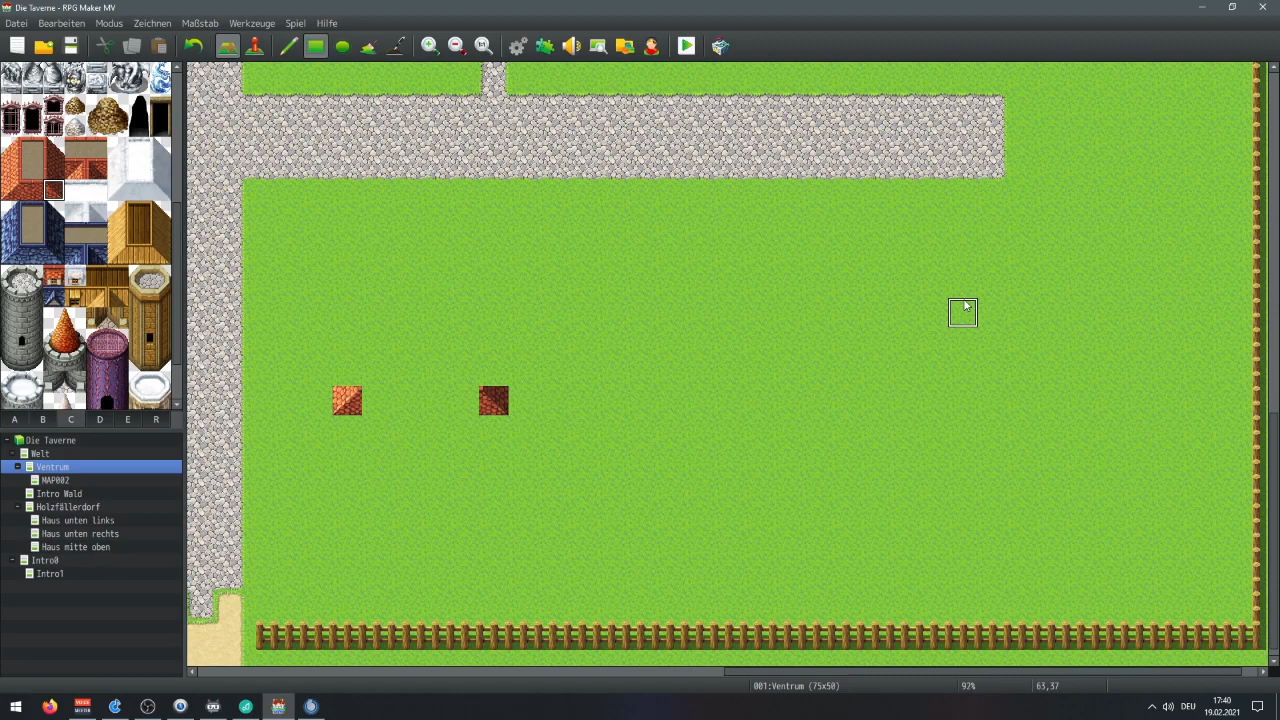 Die Taverne - RPG Maker MV
Datei Bearbeiten Modus Zeichnen Maßstab Werkzeuge Spiel Hilfe
A B C D E R
Die Taverne
Welt
Ventrum
MAP002
Intro Wald
Holzfällerdorf
Haus unten links
Haus unten rechts
Haus mitte oben
Intro0
Intro1
001:Ventrum (75x50) 92% 63,37
DEU
17:40
19.02.2021